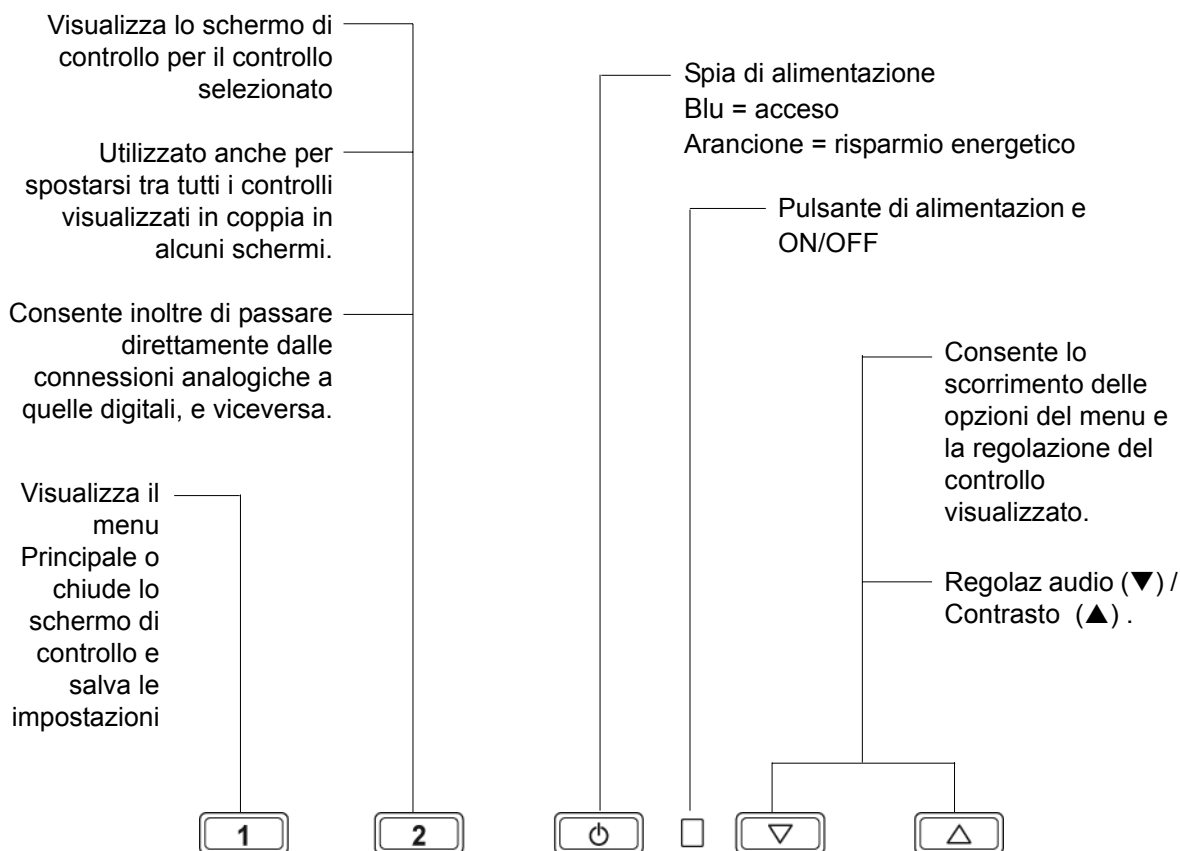 Visualizza lo schermo di
controllo per il controllo
selezionato
Utilizzato anche per
spostarsi tra tutti i controlli
visualizzati in coppia in
alcuni schermi.
Consente inoltre di passare
direttamente dalle
connessioni analogiche a
quelle digitali, e viceversa.
Visualizza il
menu
Principale o
chiude lo
schermo di
controllo e
salva le
impostazioni
Spia di alimentazione
Blu = acceso
Arancione = risparmio energetico
Pulsante di alimentazion e
ON/OFF
Consente lo
scorrimento delle
opzioni del menu e
la regolazione del
controllo
visualizzato.
Regolaz audio (▼) /
Contrasto (▲) .
1
2